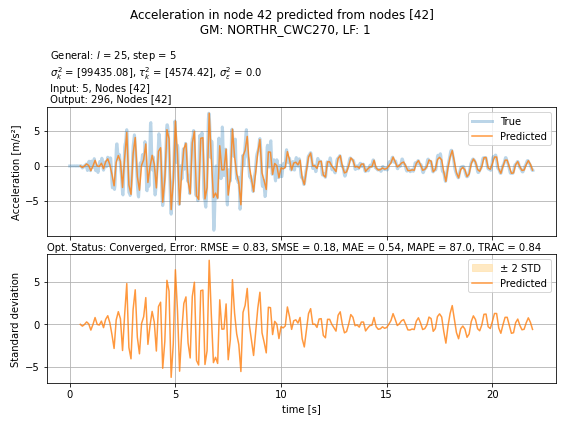 Acceleration in node 42 predicted from nodes [42]
GM: NORTHR_CWC270, LF: 1
General: l = 25, step = 5
σ²ₖ = [99435.08], τ²ₖ = [4574.42], σ²ε = 0.0
Input: 5, Nodes [42]
Output: 296, Nodes [42]
Acceleration [m/s²]
5
0
−5
True
Predicted
Opt. Status: Converged, Error: RMSE = 0.83, SMSE = 0.18, MAE = 0.54, MAPE = 87.0, TRAC = 0.84
Standard deviation
5
0
−5
± 2 STD
Predicted
0 5 10 15 20
time [s]